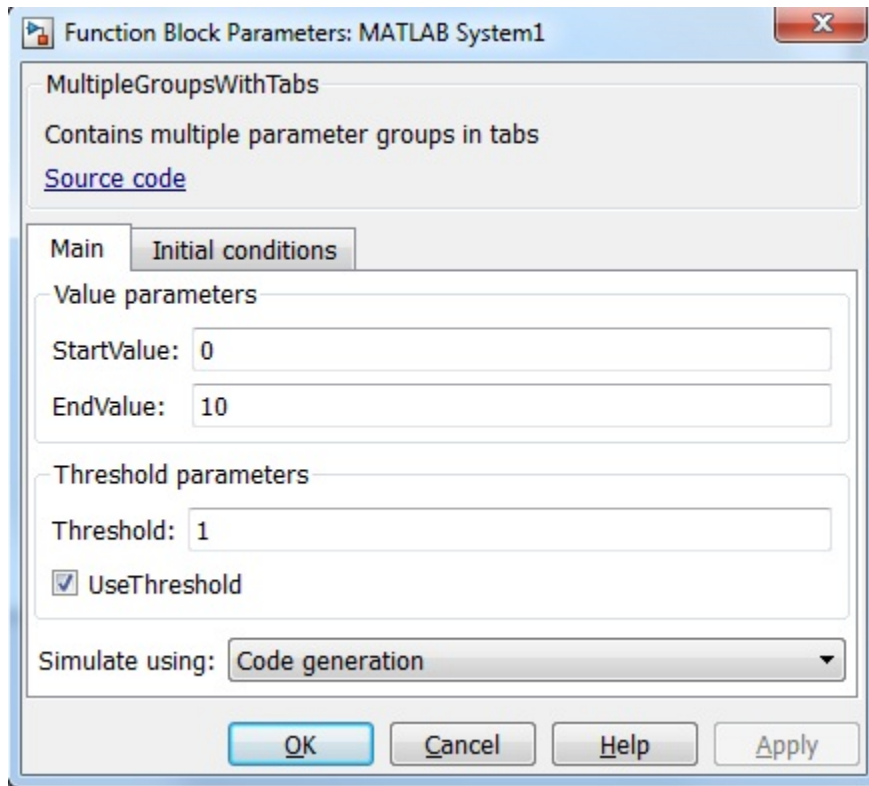 Function Block Parameters: MATLAB System1
MultipleGroupsWithTabs
Contains multiple parameter groups in tabs
Source code
Main Initial conditions
Value parameters
StartValue: 0
EndValue: 10
Threshold parameters
Threshold: 1
UseThreshold
Simulate using: Code generation
OK Cancel Help Apply